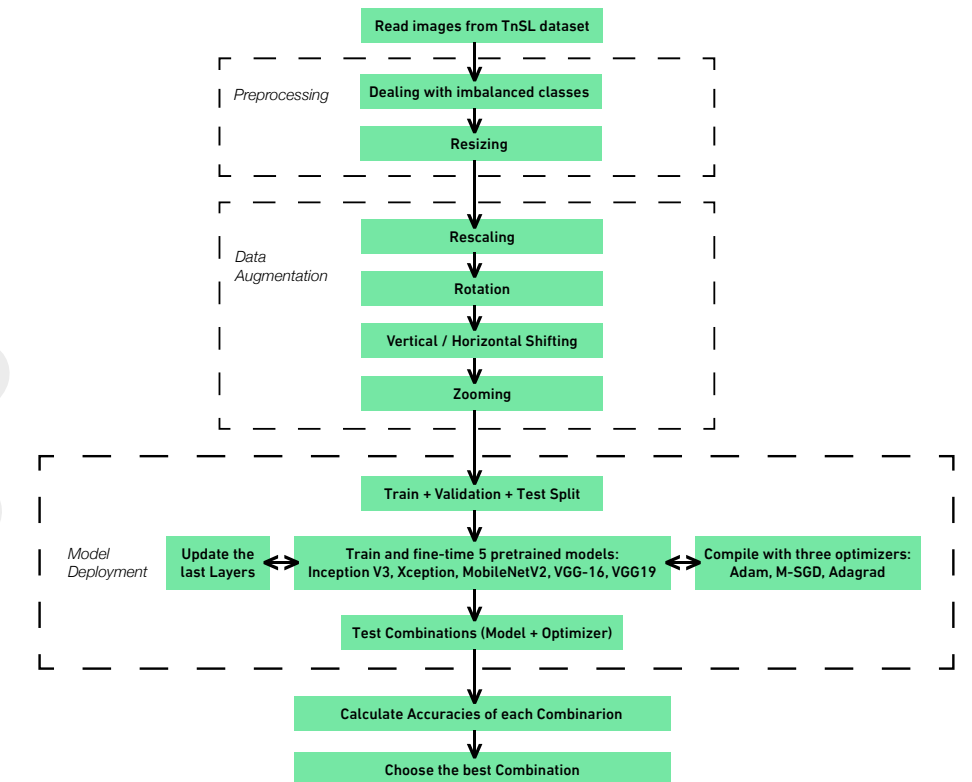 Read images from TnSL dataset
Preprocessing
Dealing with imbalanced classes
Resizing
Rescaling
Data
Augmentation
Rotation
Vertical / Horizontal Shifting
Zooming
Train + Validation + Test Split
Model
Deployment
Update the
last Layers
Train and fine-time 5 pretrained models:
Inception V3, Xception, MobileNetV2, VGG-16, VGG19
Compile with three optimizers:
Adam, M-SGD, Adagrad
Test Combinations (Model + Optimizer)
Calculate Accuracies of each Combinarion
Choose the best Combination